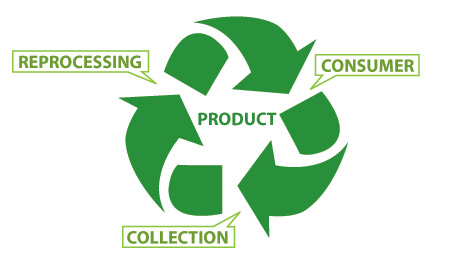 REPROCESSING
CONSUMER
PRODUCT
COLLECTION